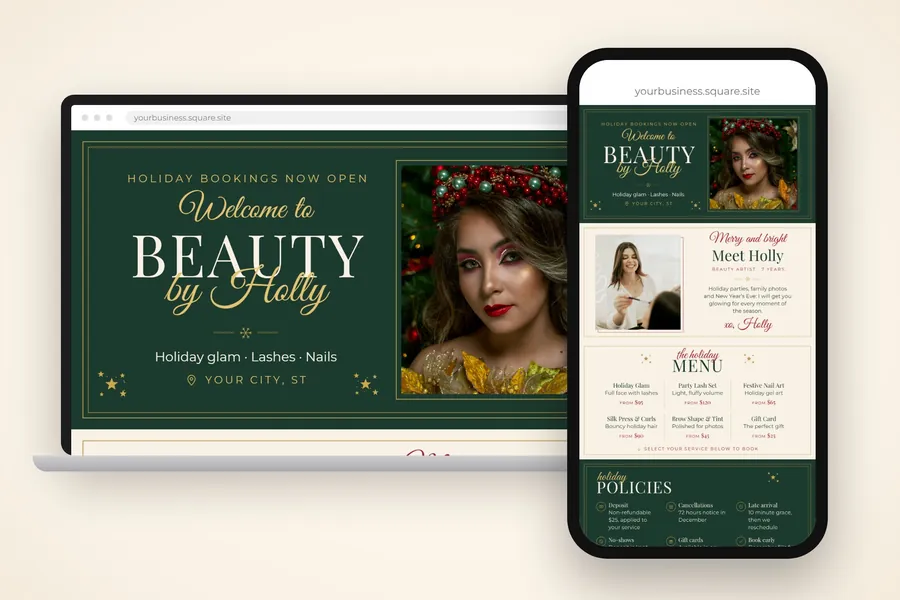 yourbusiness.square.site
HOLIDAY BOOKINGS NOW OPEN
Welcome to
BEAUTY
by Holly
Holiday glam · Lashes · Nails
YOUR CITY, ST
yourbusiness.square.site
HOLIDAY BOOKINGS NOW OPEN
Welcome to
BEAUTY
by Holly
Holiday glam · Lashes · Nails
YOUR CITY, ST
Merry and bright
Meet Holly
BEAUTY ARTIST · 7 YEARS
Holiday parties, family photos
and New Year's Eve: I will get you
glowing for every moment of
the season.
xo, Holly
the holiday
MENU
Holiday Glam
Full face with lashes
FROM $95
Party Lash Set
Light, fluffy volume
FROM $120
Festive Nail Art
Holiday gel art
FROM $65
Silk Press & Curls
Bouncy holiday hair
FROM $90
Brow Shape & Tint
Polished for photos
FROM $45
Gift Card
The perfect gift
FROM $25
SELECT YOUR SERVICE BELOW TO BOOK
holiday
POLICIES
Deposit
Non-refundable
$25, applied to
your service
Cancellations
72 hours notice in
December
Late arrival
10 minute grace,
then we
reschedule
No-shows
Gift cards
Book early